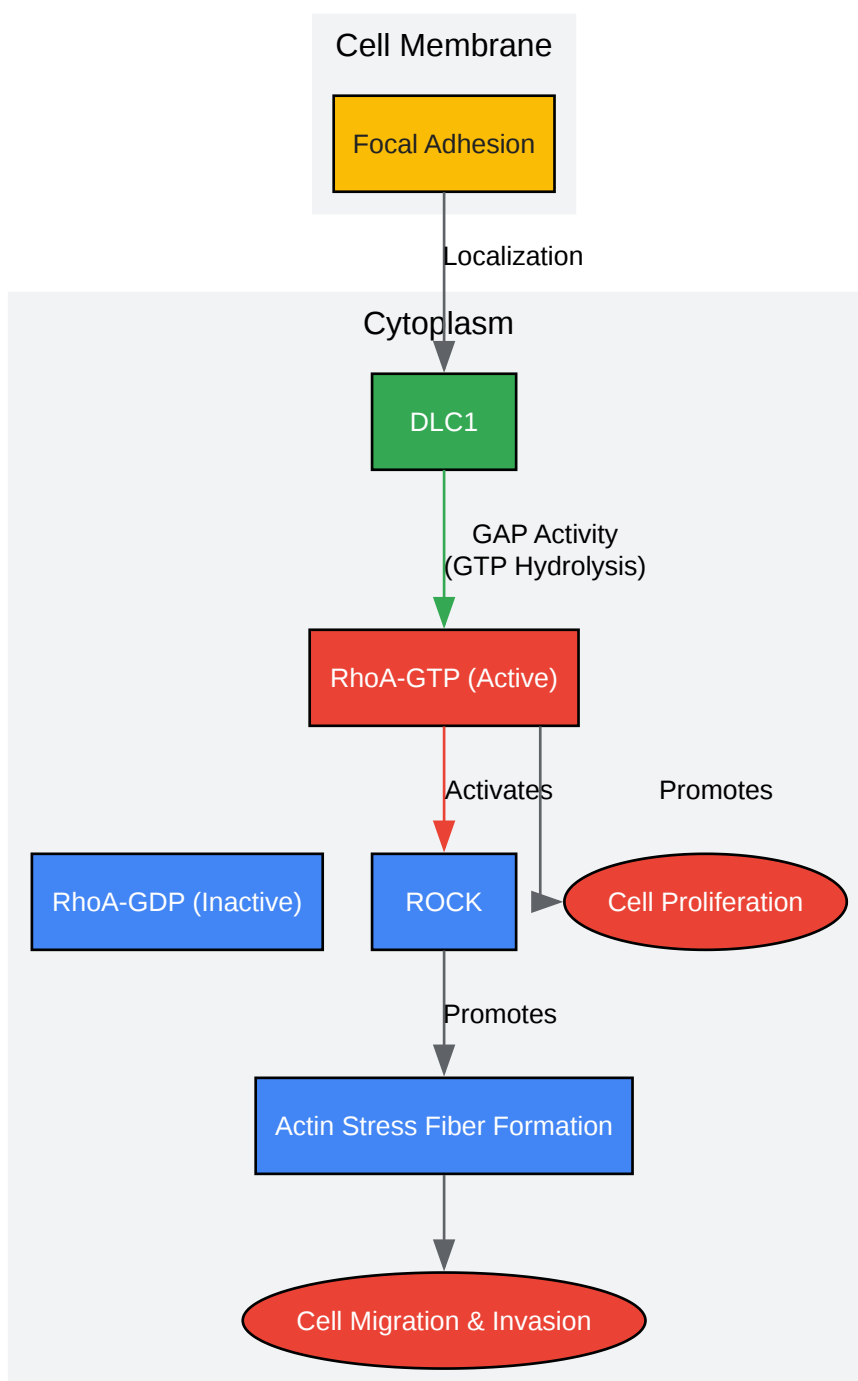 Cell Membrane
Focal Adhesion
Localization
Cytoplasm
DLC1
GAP Activity
(GTP Hydrolysis)
RhoA-GTP (Active)
Activates
Promotes
RhoA-GDP (Inactive)
ROCK
Cell Proliferation
Promotes
Actin Stress Fiber Formation
Cell Migration & Invasion